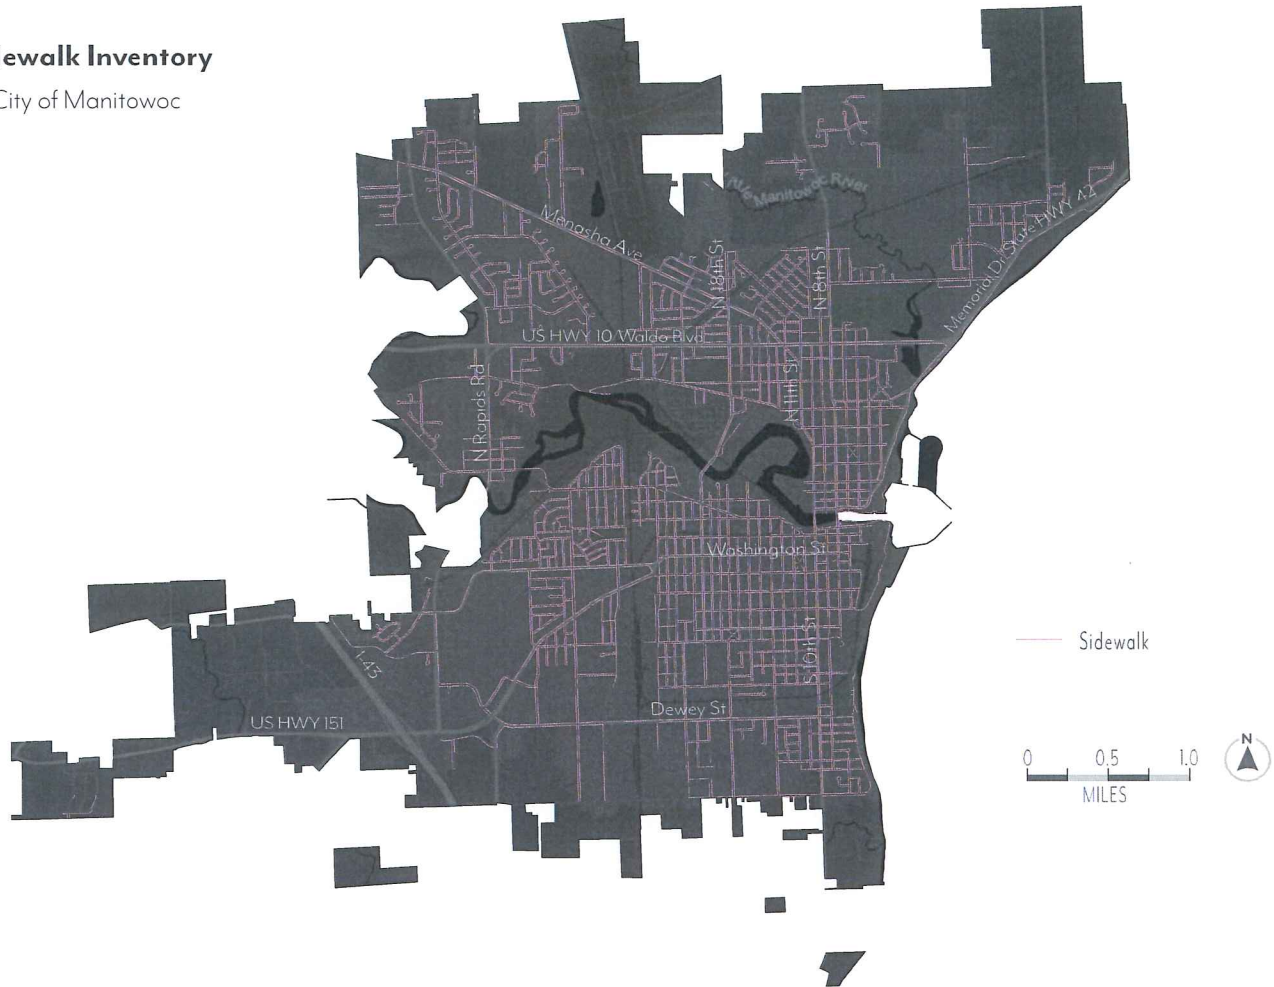 ewalk Inventory
City of Manitowoc
Little Manitowoc River
Menasha Ave
N 18th St
N 8th St
Memorial Dr/State HWY 42
US HWY 10/Waldo Blvd
N 11th St
N Rapids Rd
Washington St
S 10th St
I-43
US HWY 151
Dewey St
Sidewalk
N
0 0.5 1.0
MILES